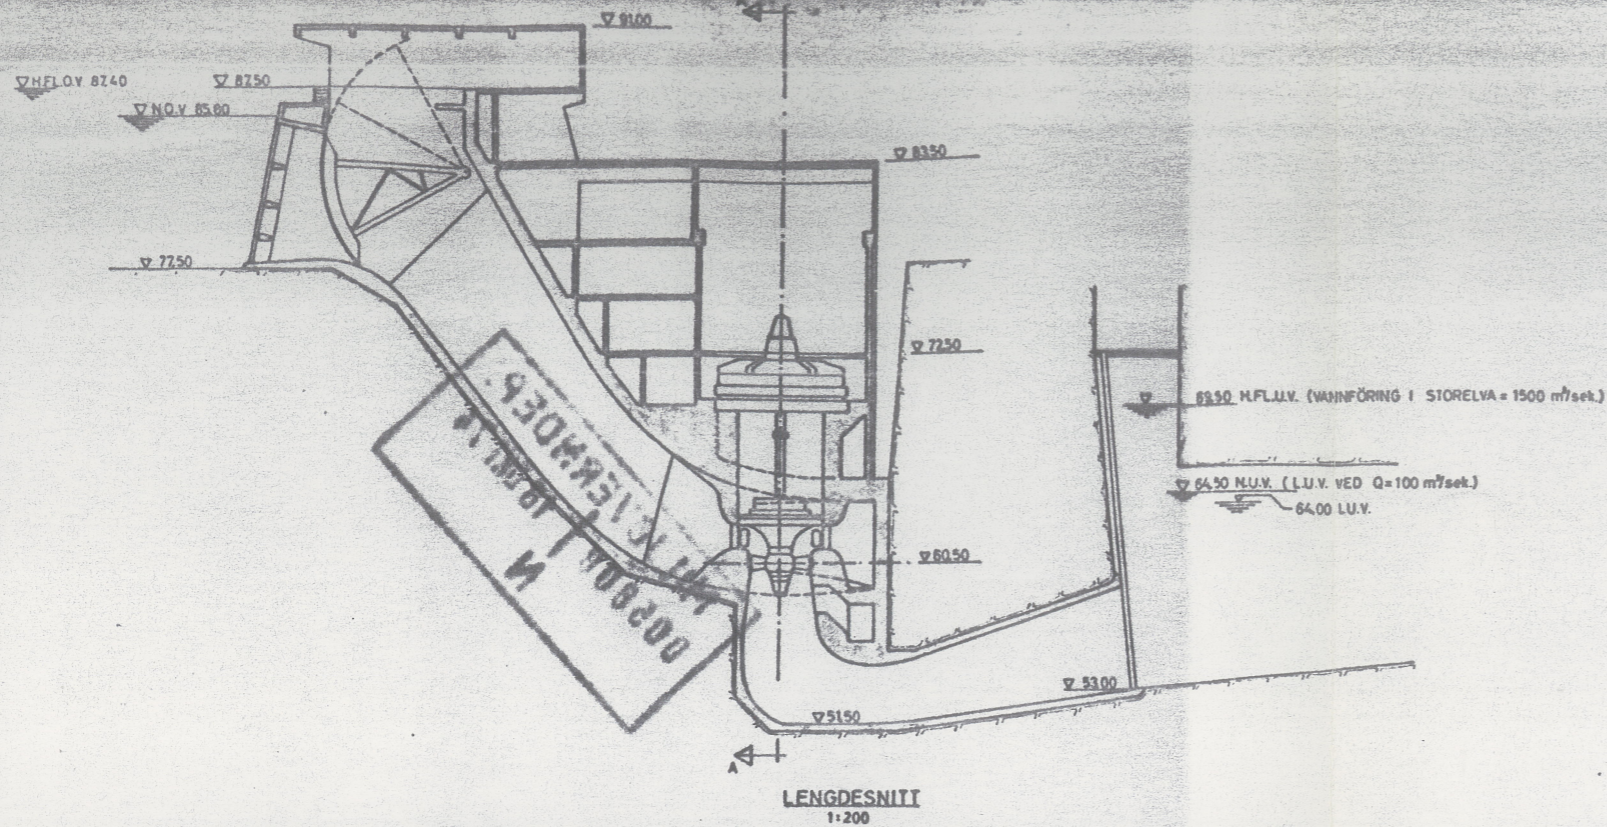 ▽ 91.00
▽ H.FL.O.V 87.40
▽ 87.50
▽ N.O.V 85.60
▽ 83.50
▽ 77.50
▽ 72.50
▽ 69.50 H.FL.U.V. (VANNFÖRING I STORELVA = 1500 m³/sek.)
▽ 64.50 N.U.V. (L.U.V. VED Q=100 m³/sek.)
64.00 L.U.V.
▽ 60.50
▽ 53.00
▽ 51.50
A
LENGDESNITT
1:200